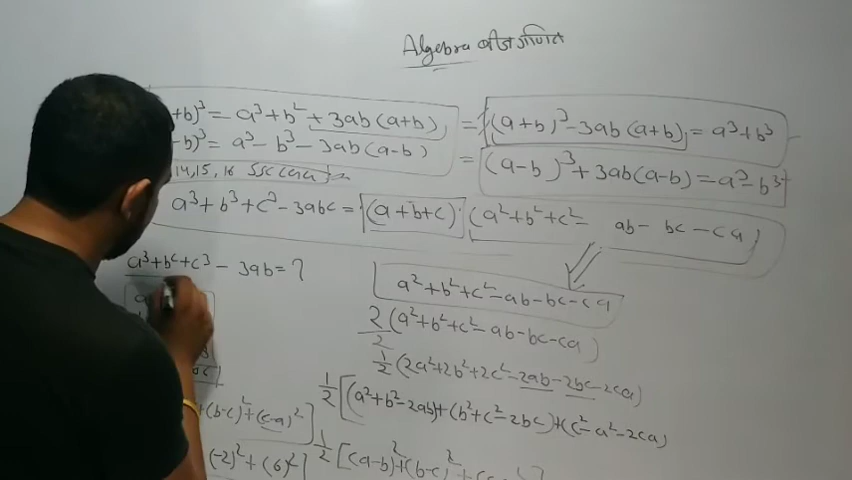 Algebra बीजगणित
+b)³ = a³+b² + 3ab(a+b)
= (a+b)³-3ab(a+b) = a³+b³
-b)³ = a³-b³-3ab(a-b)
= (a-b)³+3ab(a-b) = a³-b³
14,15,16 SSC CGL
a³+b³+c³-3abc = (a+b+c) (a²+b²+c²- ab-bc-ca)
a³+b³+c³-3ab=?
a²+b²+c²-ab-bc-ca
2(a²+b²+c²-ab-bc-ca)
2
1/2 (2a²+2b²+2c²-2ab-2bc-2ca)
1/2 [(a²+b²-2ab)+(b²+c²-2bc)+(c²-a²-2ca)
+(b-c)²+(c-a)²]
1/2 [(a-b)²+(b-c)²+
(-2)²+(6)²]